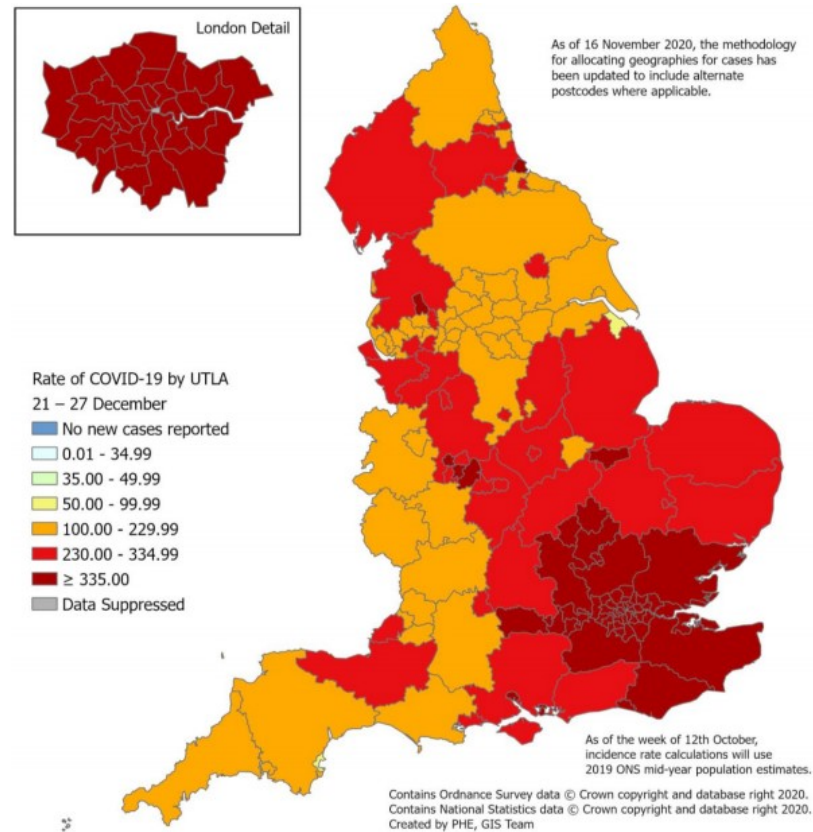 London Detail
As of 16 November 2020, the methodology
for allocating geographies for cases has
been updated to include alternate
postcodes where applicable.
Rate of COVID-19 by UTLA
21 – 27 December
No new cases reported
0.01 - 34.99
35.00 - 49.99
50.00 - 99.99
100.00 - 229.99
230.00 - 334.99
≥ 335.00
Data Suppressed
As of the week of 12th October,
incidence rate calculations will use
2019 ONS mid-year population estimates.
Contains Ordnance Survey data © Crown copyright and database right 2020.
Contains National Statistics data © Crown copyright and database right 2020.
Created by PHE, GIS Team